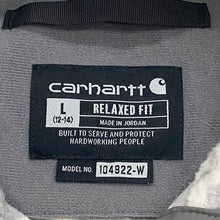 carhartt
L
(12-14)
RELAXED FIT
MADE IN JORDAN
BUILT TO SERVE AND PROTECT
HARDWORKING PEOPLE
MODEL NO. 104922-W